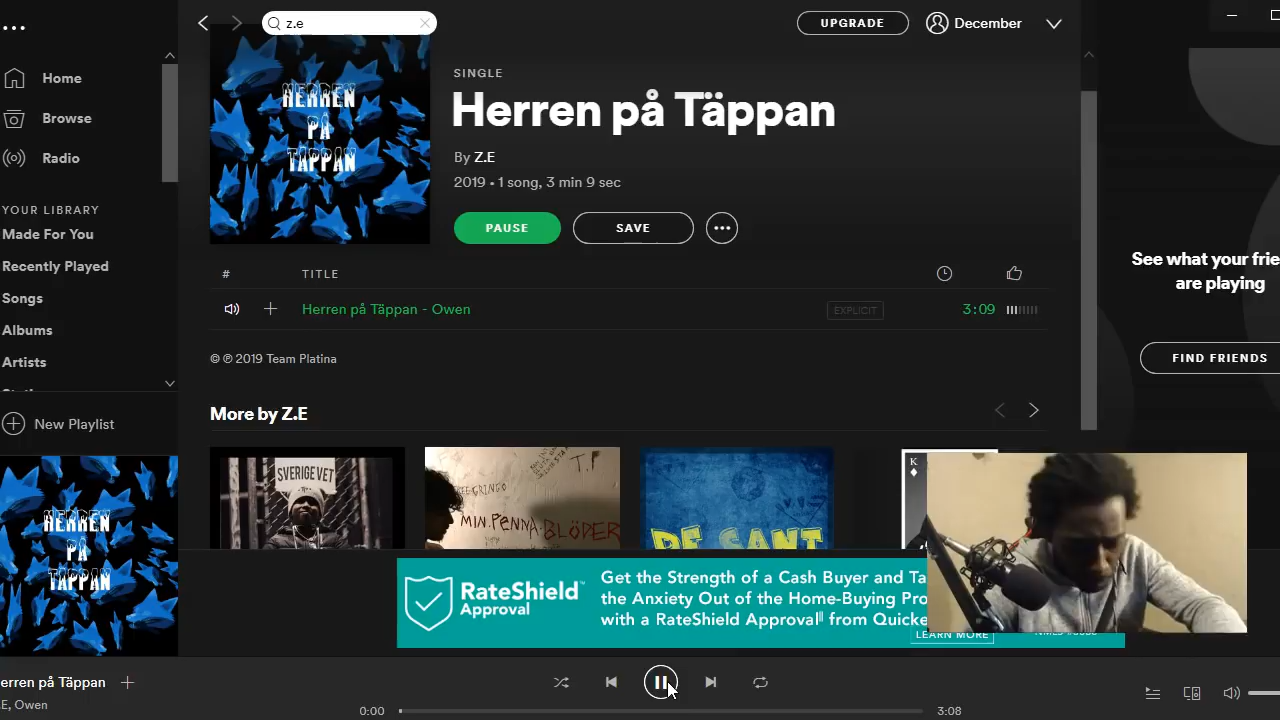 z.e
UPGRADE
December
Home
Browse
Radio
YOUR LIBRARY
Made For You
Recently Played
Songs
Albums
Artists
New Playlist
HERREN
PÅ
TÄPPAN
SINGLE
Herren på Täppan
By Z.E
2019 • 1 song, 3 min 9 sec
PAUSE
SAVE
# TITLE
Herren på Täppan - Owen
EXPLICIT
3:09
© ℗ 2019 Team Platina
More by Z.E
SVERIGE VET
T.F
MIN PENNA BLÖDER
DE SANT
K
See what your frie
are playing
FIND FRIENDS
HERREN
PÅ
TÄPPAN
RateShield™
Approval
Get the Strength of a Cash Buyer and Ta
the Anxiety Out of the Home-Buying Pro
with a RateShield Approval from Quicke
LEARN MORE
erren på Täppan
.E, Owen
0:00
3:08